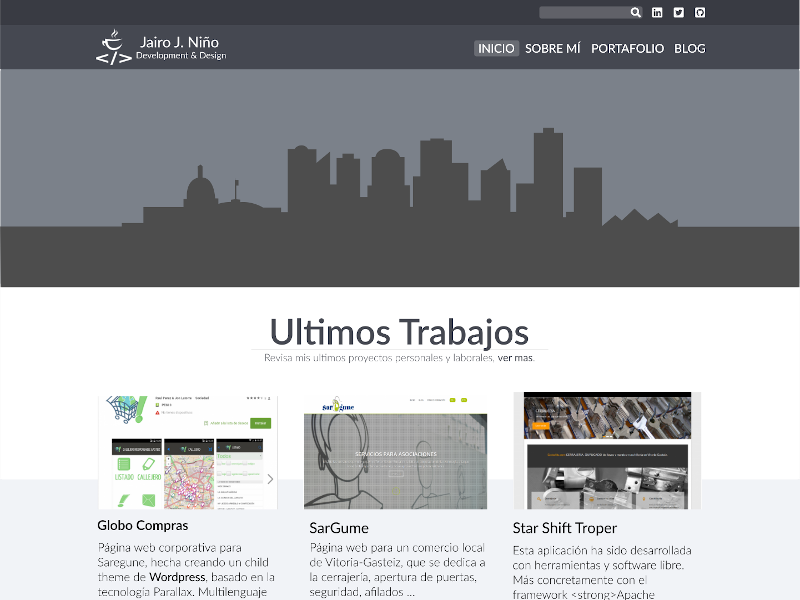 Jairo J. Niño
Development & Design
INICIO SOBRE MÍ PORTAFOLIO BLOG
Ultimos Trabajos
Revisa mis ultimos proyectos personales y laborales, ver mas.
CALLEJERO
LISTADO CALLEJERO
SarGune
SERVICIOS PARA ASOCIACIONES
Globo Compras
Página web corporativa para
Saregune, hecha creando un child
theme de Wordpress, basado en la
tecnología Parallax. Multilenguaje
SarGume
Página web para un comercio local
de Vitoria-Gasteiz, que se dedica a
la cerrajería, apertura de puertas,
seguridad, afilados ...
Star Shift Troper
Esta aplicación ha sido desarrollada
con herramientas y software libre.
Más concretamente con el
framework <strong>Apache